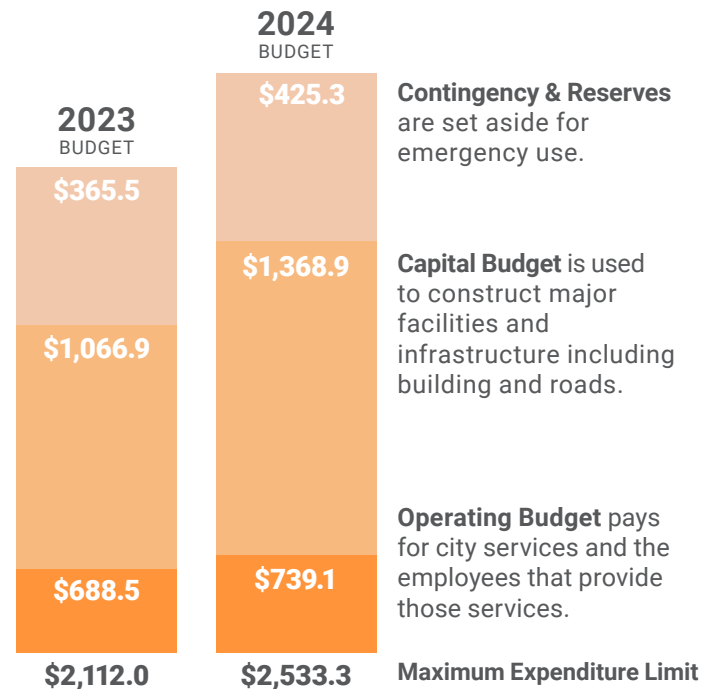 2023
BUDGET
$365.5
$1,066.9
$688.5
$2,112.0
2024
BUDGET
$425.3
$1,368.9
$739.1
$2,533.3
Contingency & Reserves
are set aside for
emergency use.
Capital Budget is used
to construct major
facilities and
infrastructure including
building and roads.
Operating Budget pays
for city services and the
employees that provide
those services.
Maximum Expenditure Limit